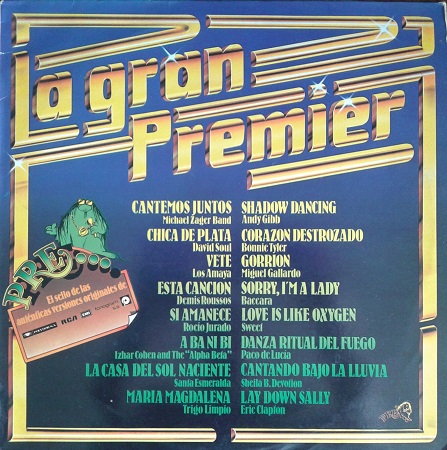 La gran
Premier
CANTEMOS JUNTOS
Michael Zager Band
CHICA DE PLATA
David Soul
VETE
Los Amaya
ESTA CANCION
Demis Roussos
SI AMANECE
Rocío Jurado
A BA NI BI
Izhar Cohen and The "Alpha Beta"
LA CASA DEL SOL NACIENTE
Santa Esmeralda
MARIA MAGDALENA
Trigo Limpio
SHADOW DANCING
Andy Gibb
CORAZON DESTROZADO
Bonnie Tyler
GORRION
Miguel Gallardo
SORRY, I'M A LADY
Baccara
LOVE IS LIKE OXYGEN
Sweet
DANZA RITUAL DEL FUEGO
Paco de Lucía
CANTANDO BAJO LA LLUVIA
Sheila B. Devotion
LAY DOWN SALLY
Eric Clapton
PRE...
El sello de las
auténticas versiones originales de
RCA